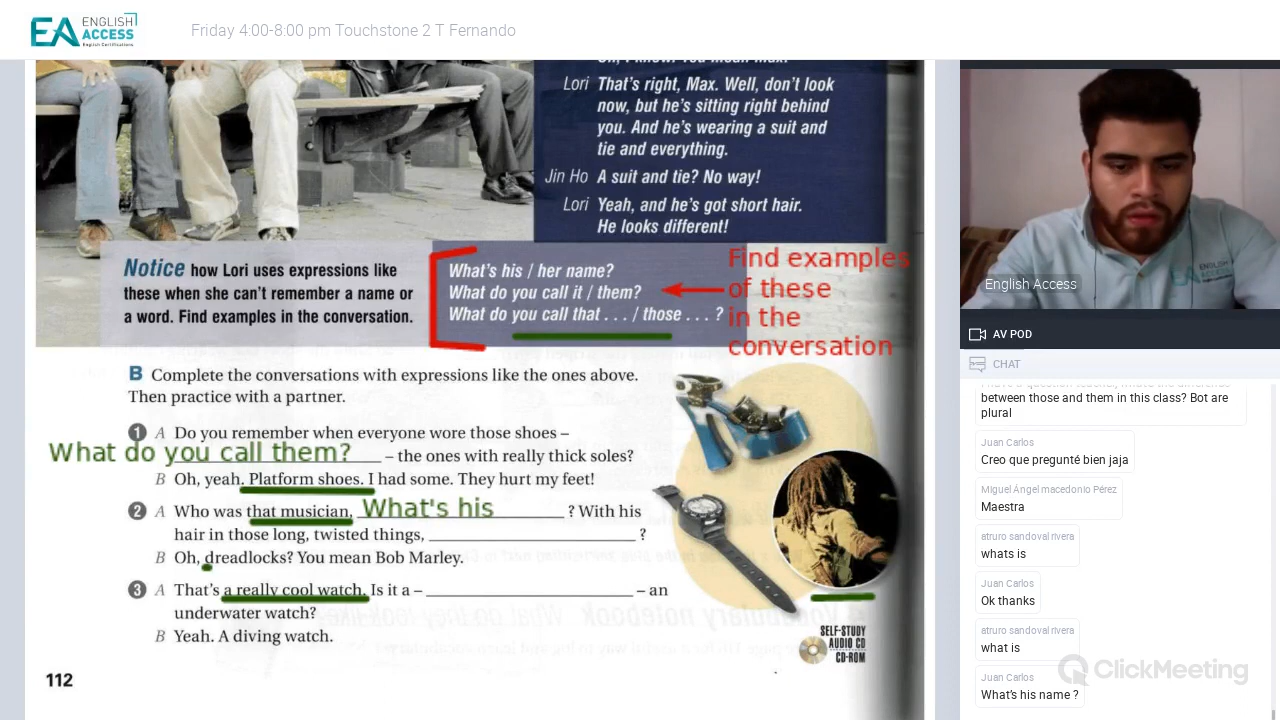 EA ENGLISH ACCESS
English Certifications
Friday 4:00-8:00 pm Touchstone 2 T Fernando
Lori That's right, Max. Well, don't look
now, but he's sitting right behind
you. And he's wearing a suit and
tie and everything.
Jin Ho A suit and tie? No way!
Lori Yeah, and he's got short hair.
He looks different!
Notice how Lori uses expressions like
these when she can't remember a name or
a word. Find examples in the conversation.
What's his / her name?
What do you call it / them?
What do you call that . . . / those . . . ?
Find examples
of these
in the
conversation
B Complete the conversations with expressions like the ones above.
Then practice with a partner.
1 A Do you remember when everyone wore those shoes –
What do you call them? – the ones with really thick soles?
B Oh, yeah. Platform shoes. I had some. They hurt my feet!
2 A Who was that musician, What's his ? With his
hair in those long, twisted things, ?
B Oh, dreadlocks? You mean Bob Marley.
3 A That's a really cool watch. Is it a – – an
underwater watch?
B Yeah. A diving watch.
SELF-STUDY
AUDIO CD
CD-ROM
112
English Access
AV POD
CHAT
between those and them in this class? Bot are
plural
Juan Carlos
Creo que pregunté bien jaja
Miguel Ángel macedonio Pérez
Maestra
atruro sandoval rivera
whats is
Juan Carlos
Ok thanks
atruro sandoval rivera
what is
Juan Carlos
What's his name ?
ClickMeeting